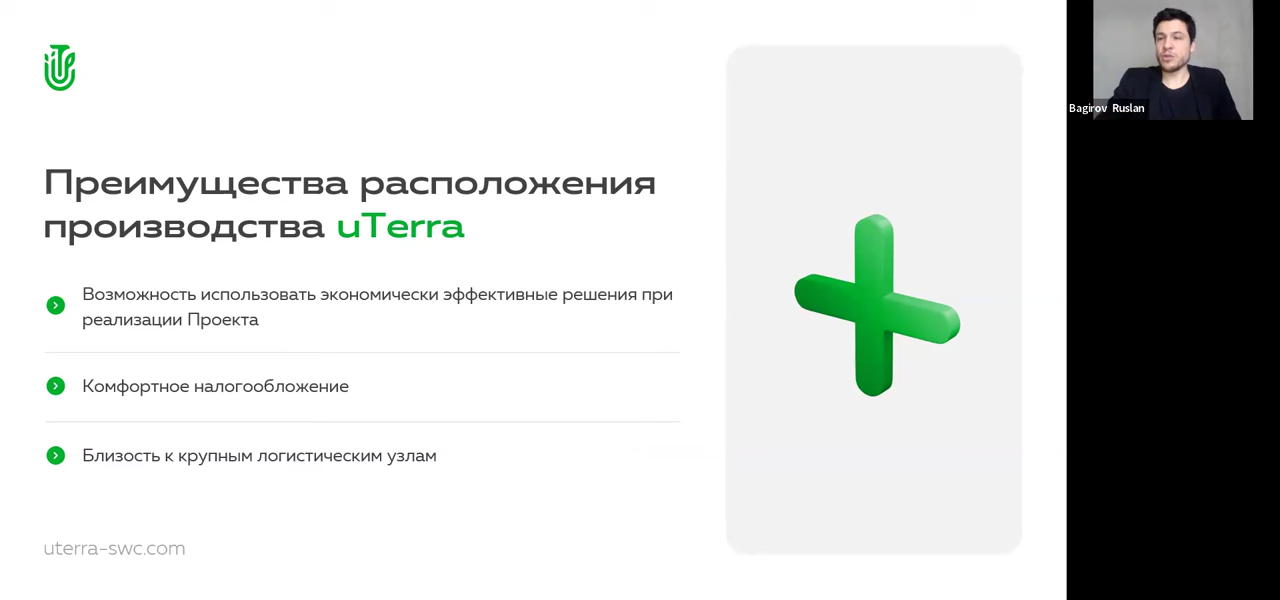 Преимущества расположения
производства uTerra
Возможность использовать экономически эффективные решения при
реализации Проекта
Комфортное налогообложение
Близость к крупным логистическим узлам
uterra-swc.com
Bagirov Ruslan